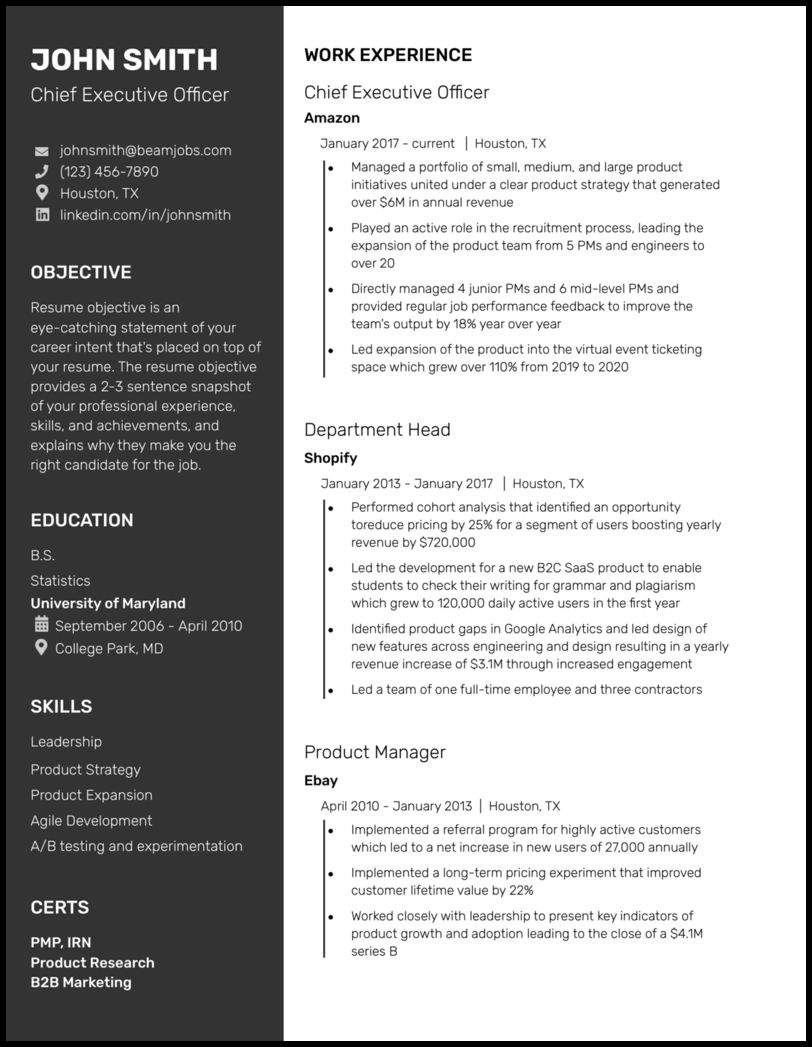 JOHN SMITH
Chief Executive Officer
johnsmith@beamjobs.com
(123) 456-7890
Houston, TX
linkedin.com/in/johnsmith
OBJECTIVE
Resume objective is an
eye-catching statement of your
career intent that's placed on top of
your resume. The resume objective
provides a 2-3 sentence snapshot
of your professional experience,
skills, and achievements, and
explains why they make you the
right candidate for the job.
EDUCATION
B.S.
Statistics
University of Maryland
September 2006 - April 2010
College Park, MD
SKILLS
Leadership
Product Strategy
Product Expansion
Agile Development
A/B testing and experimentation
CERTS
PMP, IRN
Product Research
B2B Marketing
WORK EXPERIENCE
Chief Executive Officer
Amazon
January 2017 - current | Houston, TX
• Managed a portfolio of small, medium, and large product
initiatives united under a clear product strategy that generated
over $6M in annual revenue
• Played an active role in the recruitment process, leading the
expansion of the product team from 5 PMs and engineers to
over 20
• Directly managed 4 junior PMs and 6 mid-level PMs and
provided regular job performance feedback to improve the
team's output by 18% year over year
• Led expansion of the product into the virtual event ticketing
space which grew over 110% from 2019 to 2020
Department Head
Shopify
January 2013 - January 2017 | Houston, TX
• Performed cohort analysis that identified an opportunity
toreduce pricing by 25% for a segment of users boosting yearly
revenue by $720,000
• Led the development for a new B2C SaaS product to enable
students to check their writing for grammar and plagiarism
which grew to 120,000 daily active users in the first year
• Identified product gaps in Google Analytics and led design of
new features across engineering and design resulting in a yearly
revenue increase of $3.1M through increased engagement
• Led a team of one full-time employee and three contractors
Product Manager
Ebay
April 2010 - January 2013 | Houston, TX
• Implemented a referral program for highly active customers
which led to a net increase in new users of 27,000 annually
• Implemented a long-term pricing experiment that improved
customer lifetime value by 22%
• Worked closely with leadership to present key indicators of
product growth and adoption leading to the close of a $4.1M
series B